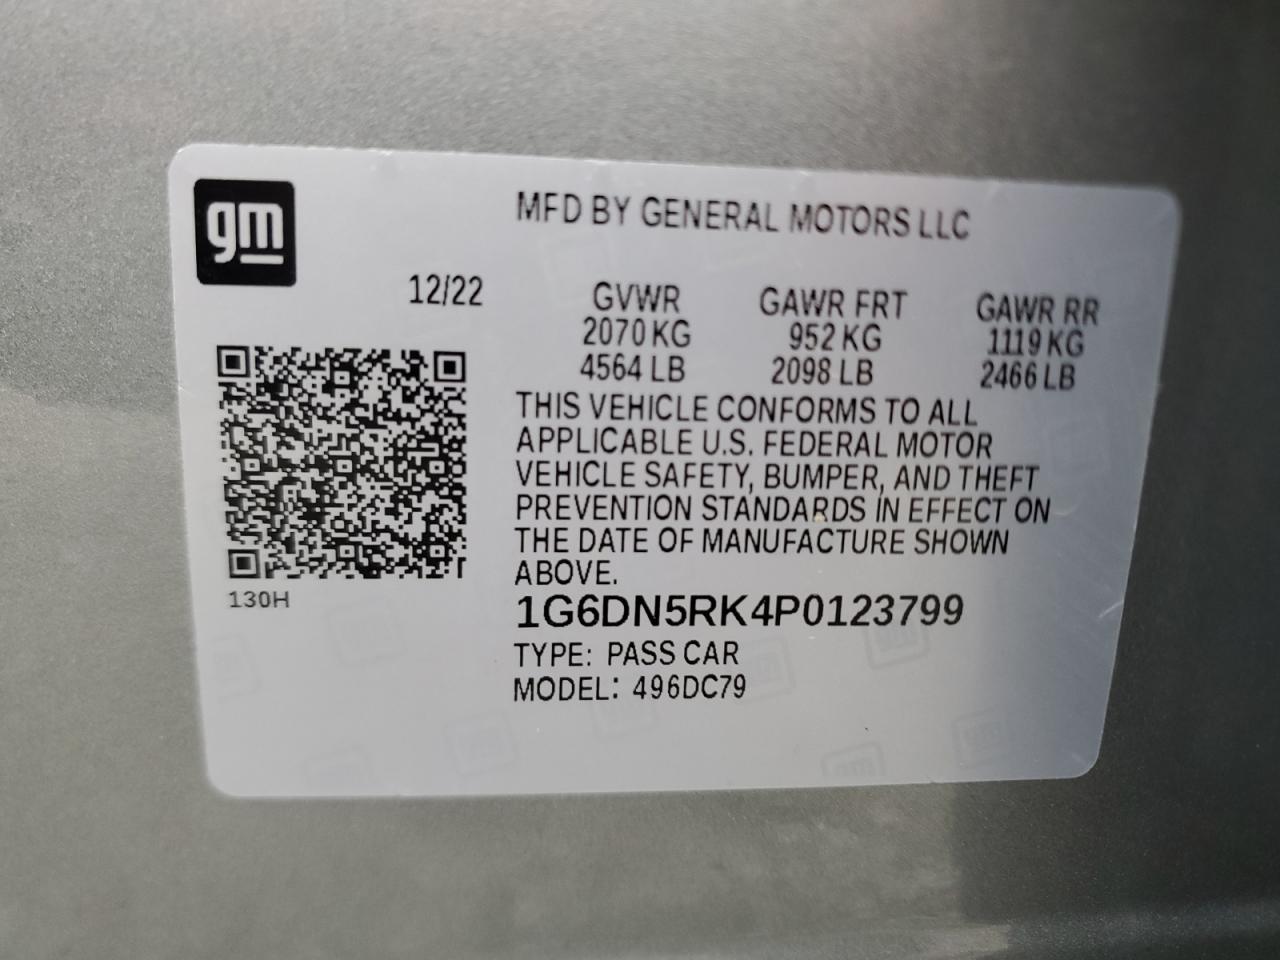 gm
MFD BY GENERAL MOTORS LLC
12/22
GVWR GAWR FRT GAWR RR
2070 KG 952 KG 1119 KG
4564 LB 2098 LB 2466 LB
THIS VEHICLE CONFORMS TO ALL
APPLICABLE U.S. FEDERAL MOTOR
VEHICLE SAFETY, BUMPER, AND THEFT
PREVENTION STANDARDS IN EFFECT ON
THE DATE OF MANUFACTURE SHOWN
ABOVE.
130H
1G6DN5RK4P0123799
TYPE: PASS CAR
MODEL: 496DC79